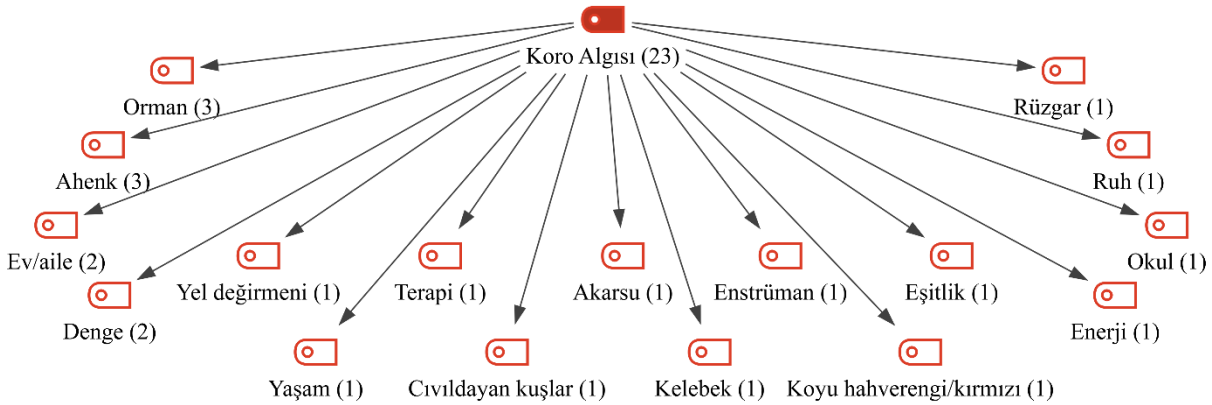 Koro Algısı (23)
Orman (3)
Rüzgar (1)
Ahenk (3)
Ruh (1)
Ev/aile (2)
Okul (1)
Yel değirmeni (1)
Terapi (1)
Akarsu (1)
Enstrüman (1)
Eşitlik (1)
Denge (2)
Enerji (1)
Yaşam (1)
Cıvıldayan kuşlar (1)
Kelebek (1)
Koyu hahverengi/kırmızı (1)